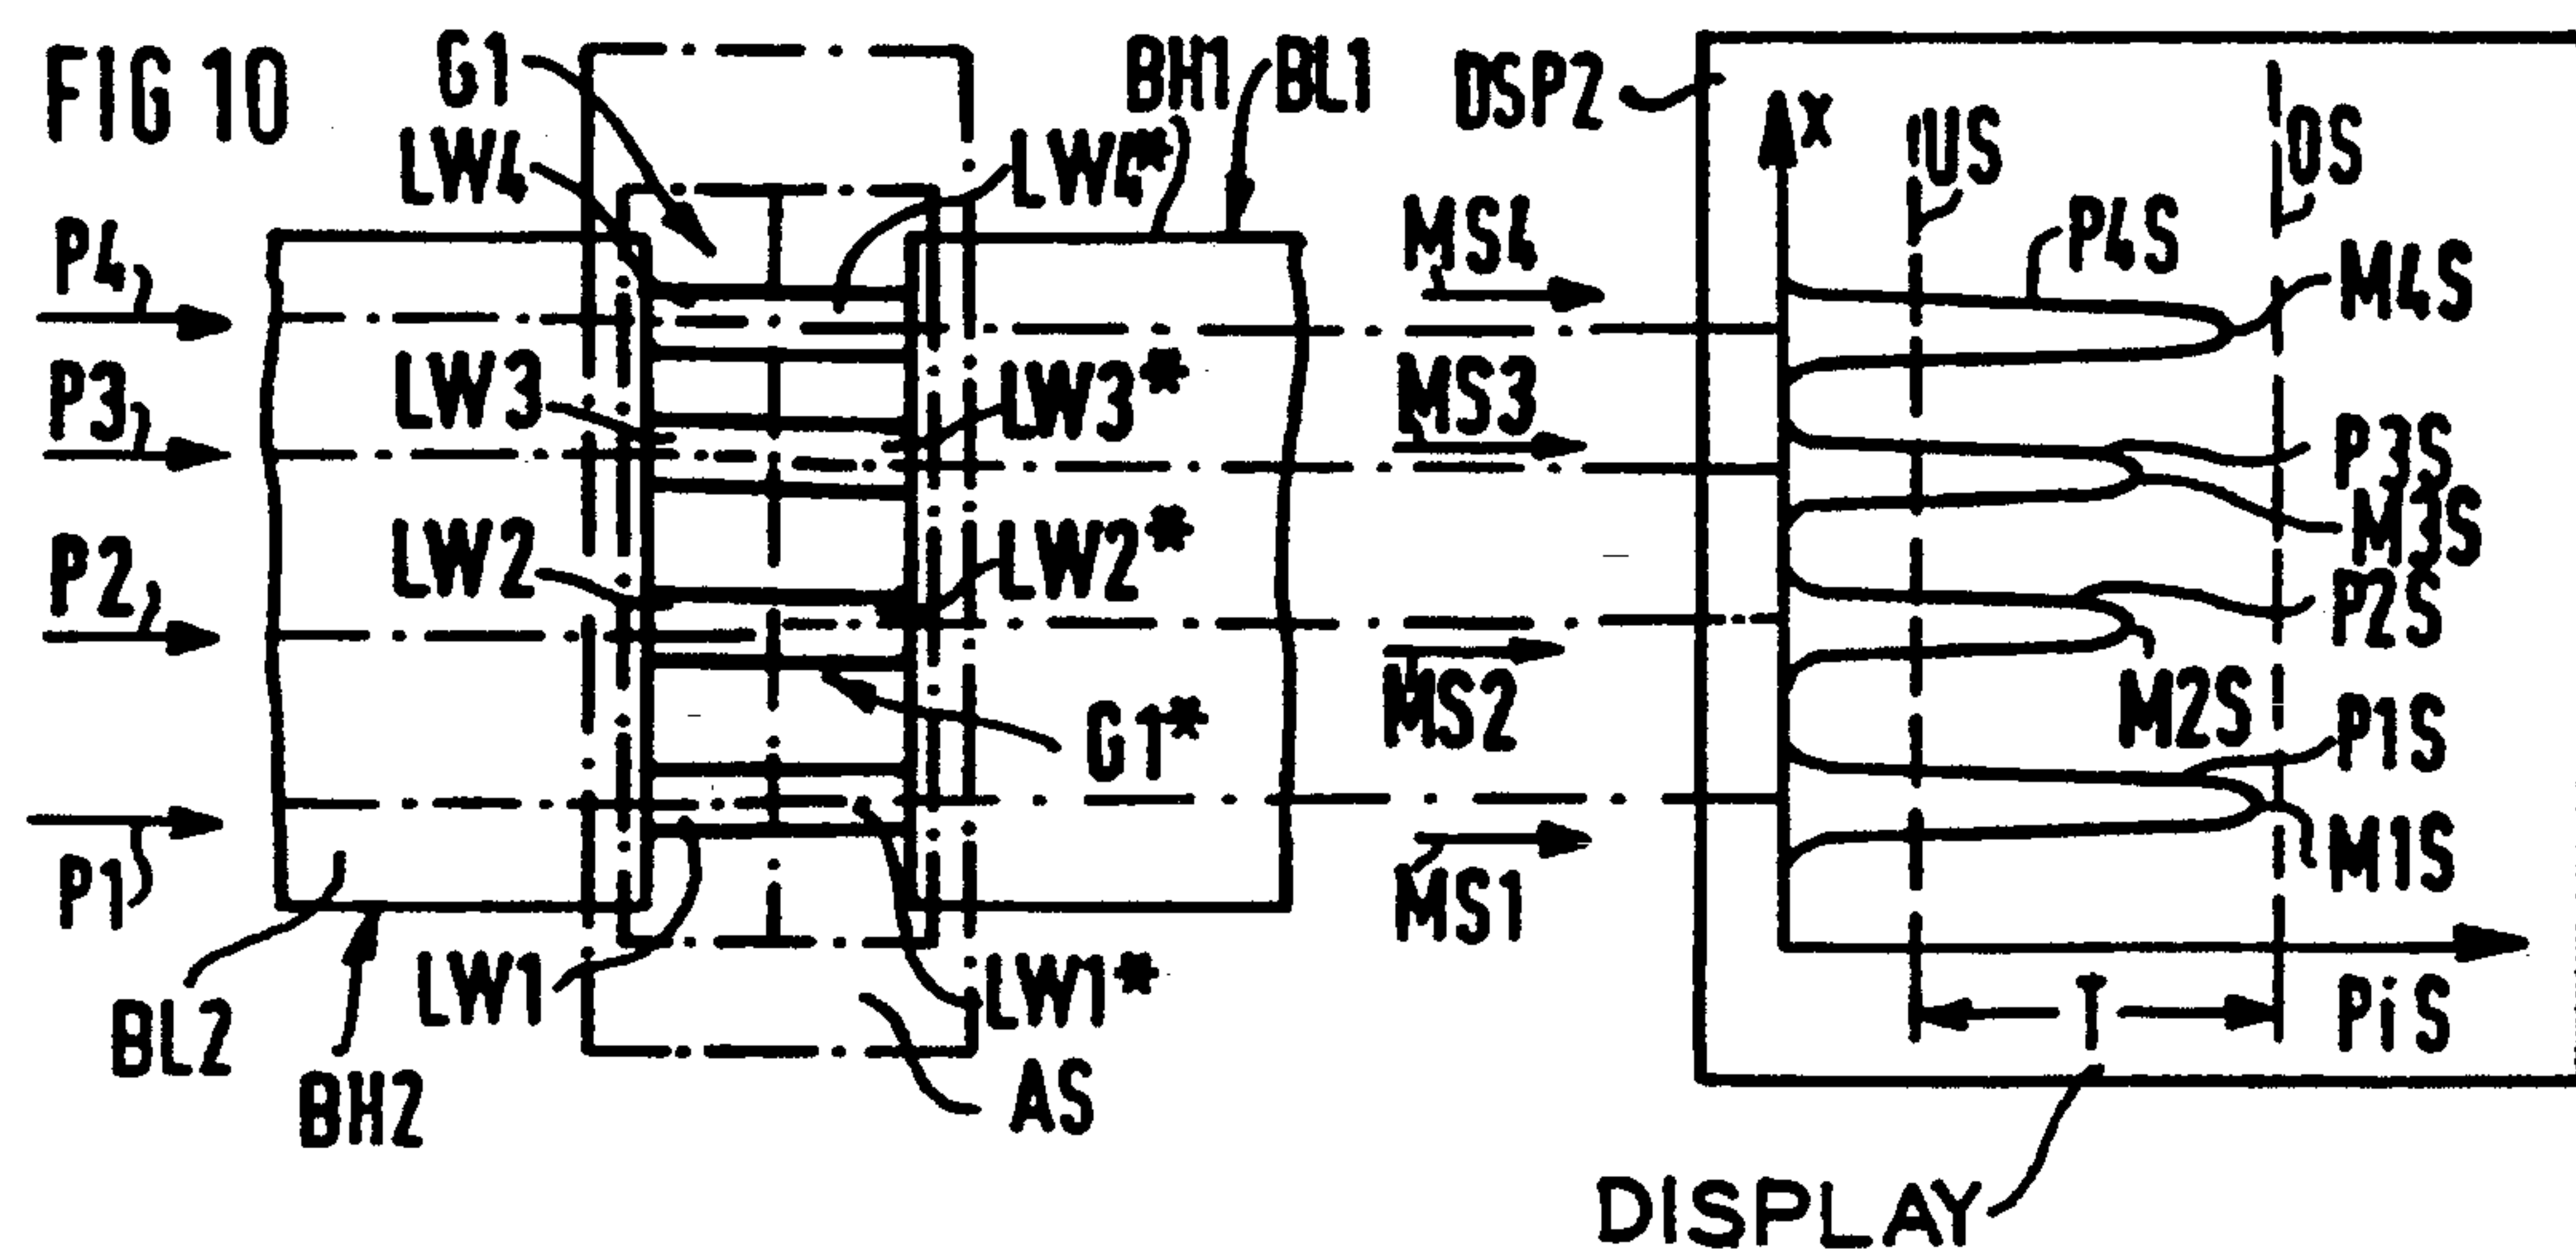 FIG 10
G1
BH1
BL1
DSP2
X
US
OS
LW4
LW4*
P4
MS4
P4S
M4S
P3
LW3
LW3*
MS3
P3S
M3S
P2
LW2
LW2*
P2S
MS2
M2S
G1*
P1S
P1
MS1
M1S
LW1
LW1*
BL2
T
PiS
BH2
AS
DISPLAY